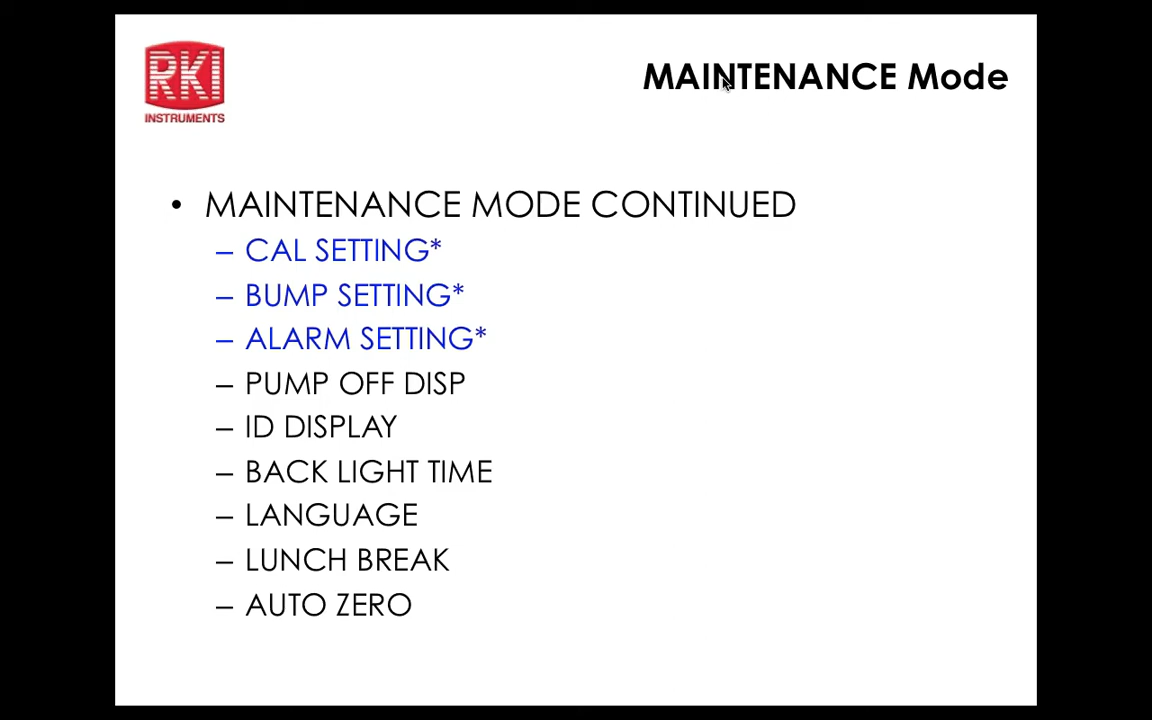 RKI
INSTRUMENTS
MAINTENANCE Mode
• MAINTENANCE MODE CONTINUED
– CAL SETTING*
– BUMP SETTING*
– ALARM SETTING*
– PUMP OFF DISP
– ID DISPLAY
– BACK LIGHT TIME
– LANGUAGE
– LUNCH BREAK
– AUTO ZERO